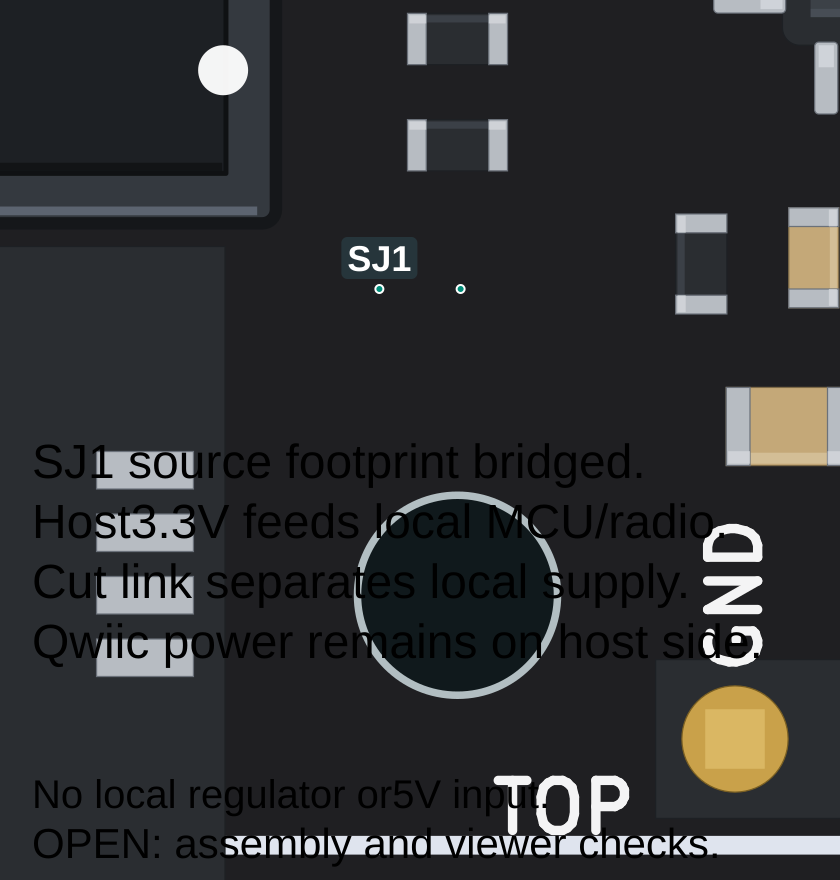 SJ1
SJ1 source footprint bridged.
Host3.3V feeds local MCU/radio.
Cut link separates local supply.
Qwiic power remains on host side.
GND
No local regulator or5V input.
TOP
OPEN: assembly and viewer checks.